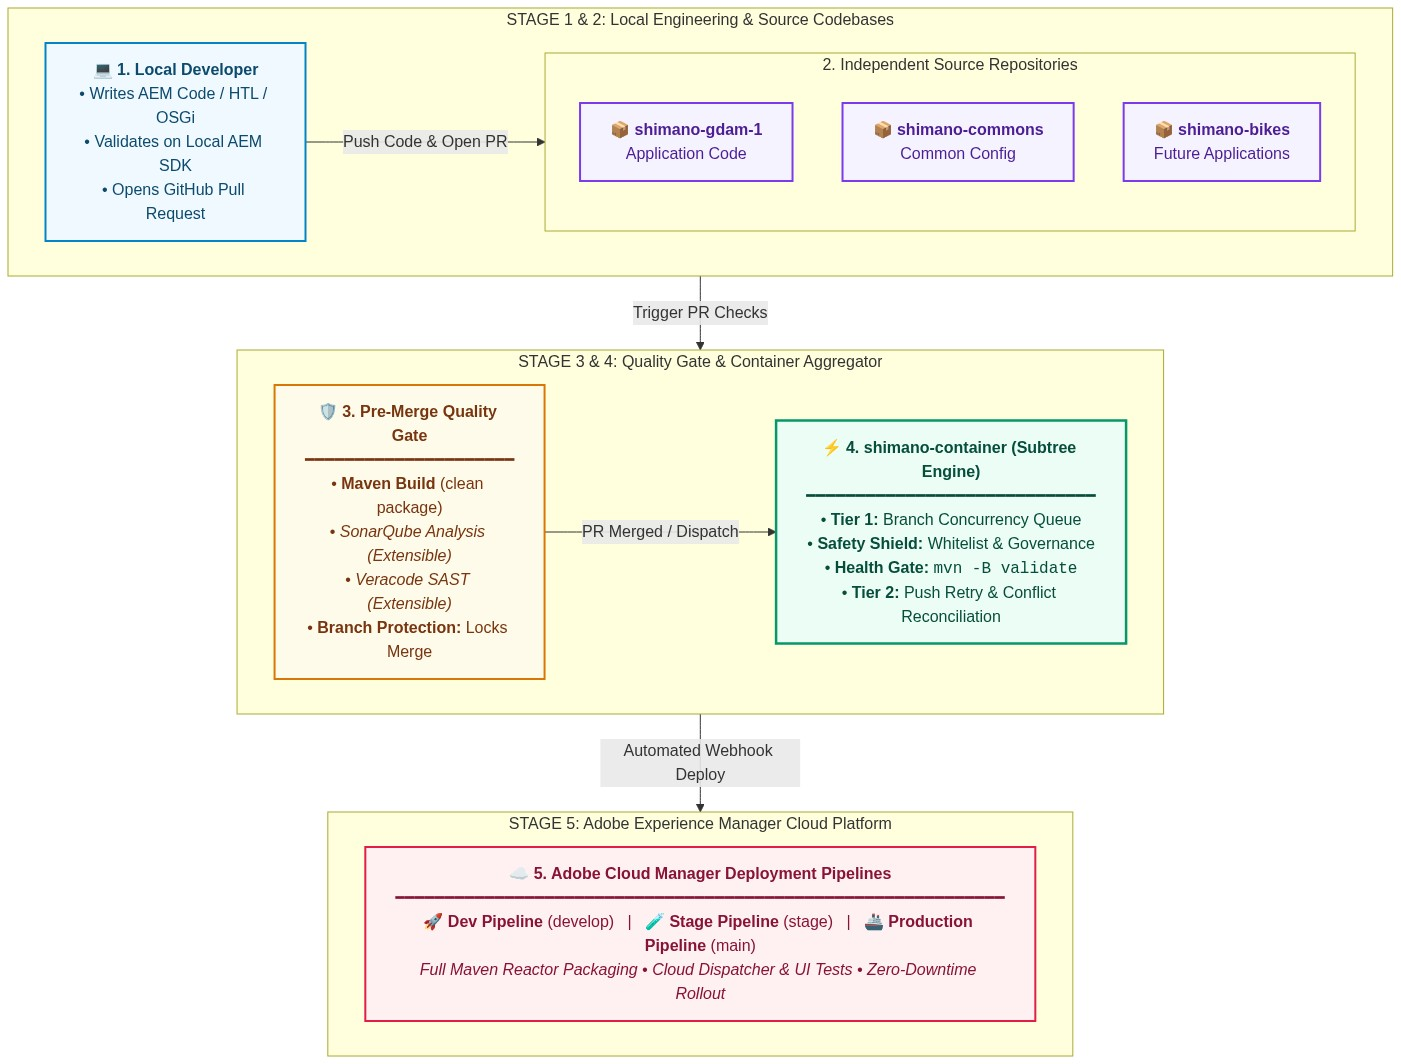 STAGE 1 & 2: Local Engineering & Source Codebases
💻 1. Local Developer
• Writes AEM Code / HTL /
OSGi
• Validates on Local AEM
SDK
• Opens GitHub Pull
Request
Push Code & Open PR
2. Independent Source Repositories
📦 shimano-gdam-1
Application Code
📦 shimano-commons
Common Config
📦 shimano-bikes
Future Applications
Trigger PR Checks
STAGE 3 & 4: Quality Gate & Container Aggregator
🛡️ 3. Pre-Merge Quality
Gate
• Maven Build (clean
package)
• SonarQube Analysis
(Extensible)
• Veracode SAST
(Extensible)
• Branch Protection: Locks
Merge
PR Merged / Dispatch
⚡ 4. shimano-container (Subtree
Engine)
• Tier 1: Branch Concurrency Queue
• Safety Shield: Whitelist & Governance
• Health Gate: mvn -B validate
• Tier 2: Push Retry & Conflict
Reconciliation
Automated Webhook
Deploy
STAGE 5: Adobe Experience Manager Cloud Platform
☁️ 5. Adobe Cloud Manager Deployment Pipelines
🚀 Dev Pipeline (develop) | 🧪 Stage Pipeline (stage) | 🚢 Production
Pipeline (main)
Full Maven Reactor Packaging • Cloud Dispatcher & UI Tests • Zero-Downtime
Rollout